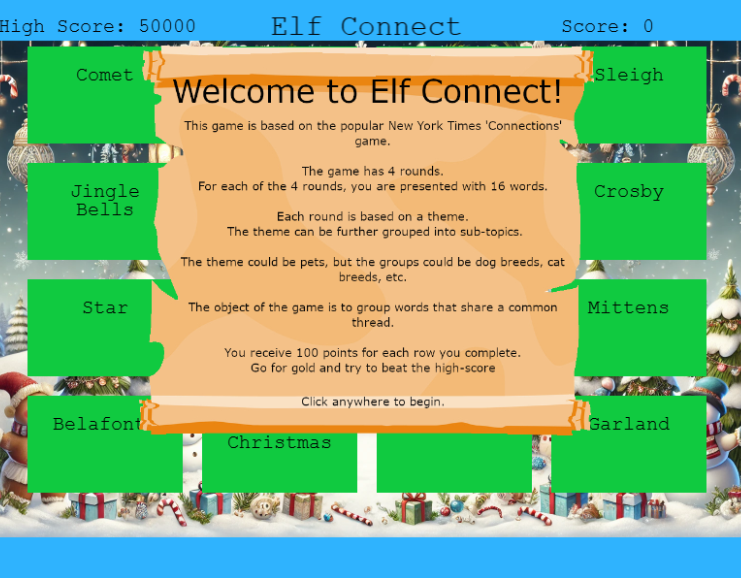 High Score: 50000
Elf Connect
Score: 0
Comet
Sleigh
Welcome to Elf Connect!
This game is based on the popular New York Times 'Connections'
game.
The game has 4 rounds.
For each of the 4 rounds, you are presented with 16 words.
Jingle
Bells
Crosby
Each round is based on a theme.
The theme can be further grouped into sub-topics.
The theme could be pets, but the groups could be dog breeds, cat
breeds, etc.
Star
Mittens
The object of the game is to group words that share a common
thread.
You receive 100 points for each row you complete.
Go for gold and try to beat the high-score
Click anywhere to begin.
Garland
Christmas